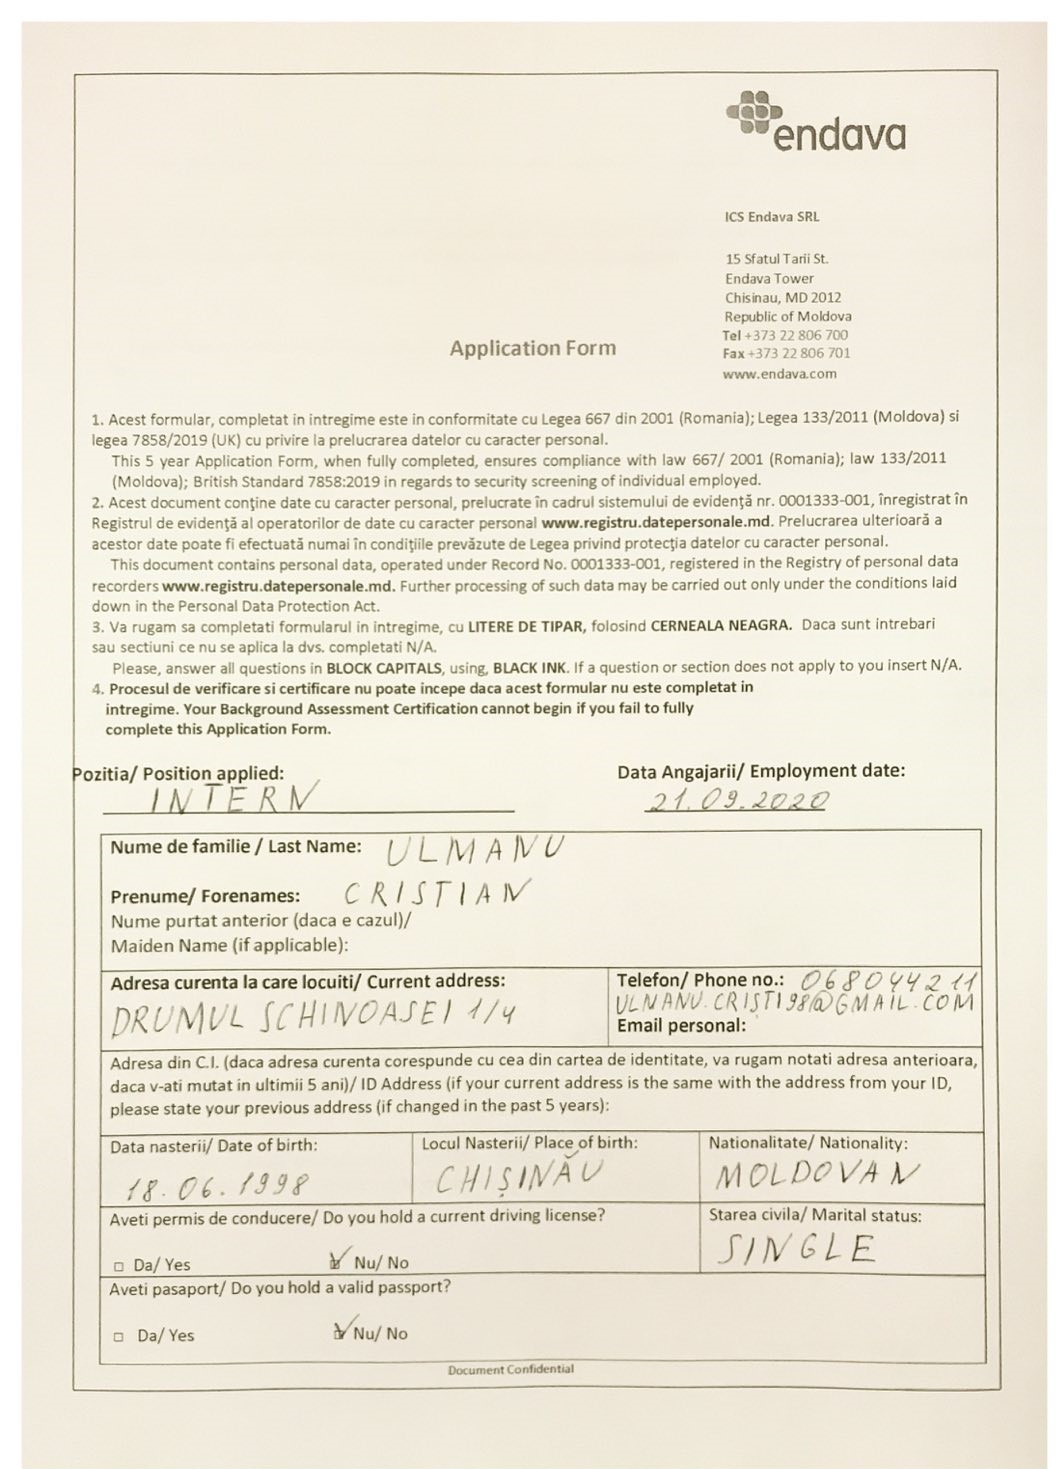 endava
ICS Endava SRL
15 Sfatul Tarii St.
Endava Tower
Chisinau, MD 2012
Republic of Moldova
Tel +373 22 806 700
Fax +373 22 806 701
www.endava.com
Application Form
1. Acest formular, completat in intregime este in conformitate cu Legea 667 din 2001 (Romania); Legea 133/2011 (Moldova) si
legea 7858/2019 (UK) cu privire la prelucrarea datelor cu caracter personal.
This 5 year Application Form, when fully completed, ensures compliance with law 667/ 2001 (Romania); law 133/2011
(Moldova); British Standard 7858:2019 in regards to security screening of individual employed.
2. Acest document conţine date cu caracter personal, prelucrate în cadrul sistemului de evidenţă nr. 0001333-001, înregistrat în
Registrul de evidenţă al operatorilor de date cu caracter personal www.registru.datepersonale.md. Prelucrarea ulterioară a
acestor date poate fi efectuată numai în condiţiile prevăzute de Legea privind protecţia datelor cu caracter personal.
This document contains personal data, operated under Record No. 0001333-001, registered in the Registry of personal data
recorders www.registru.datepersonale.md. Further processing of such data may be carried out only under the conditions laid
down in the Personal Data Protection Act.
3. Va rugam sa completati formularul in intregime, cu LITERE DE TIPAR, folosind CERNEALA NEAGRA. Daca sunt intrebari
sau sectiuni ce nu se aplica la dvs. completati N/A.
Please, answer all questions in BLOCK CAPITALS, using, BLACK INK. If a question or section does not apply to you insert N/A.
4. Procesul de verificare si certificare nu poate incepe daca acest formular nu este completat in
intregime. Your Background Assessment Certification cannot begin if you fail to fully
complete this Application Form.
Pozitia/ Position applied: Data Angajarii/ Employment date:
INTERN 21.09.2020
Nume de familie / Last Name: ULMANU
Prenume/ Forenames: CRISTIAN
Nume purtat anterior (daca e cazul)/
Maiden Name (if applicable):
Adresa curenta la care locuiti/ Current address: Telefon/ Phone no.: 068044211
DRUMUL SCHINOASEI 1/4 ULMANU.CRISTI98@GMAIL.COM
Email personal:
Adresa din C.I. (daca adresa curenta corespunde cu cea din cartea de identitate, va rugam notati adresa anterioara,
daca v-ati mutat in ultimii 5 ani)/ ID Address (if your current address is the same with the address from your ID,
please state your previous address (if changed in the past 5 years):
Data nasterii/ Date of birth: Locul Nasterii/ Place of birth: Nationalitate/ Nationality:
18.06.1998 CHIȘINĂU MOLDOVAN
Aveti permis de conducere/ Do you hold a current driving license? Starea civila/ Marital status:
Da/ Yes Nu/ No SINGLE
Aveti pasaport/ Do you hold a valid passport?
Da/ Yes Nu/ No
Document Confidential